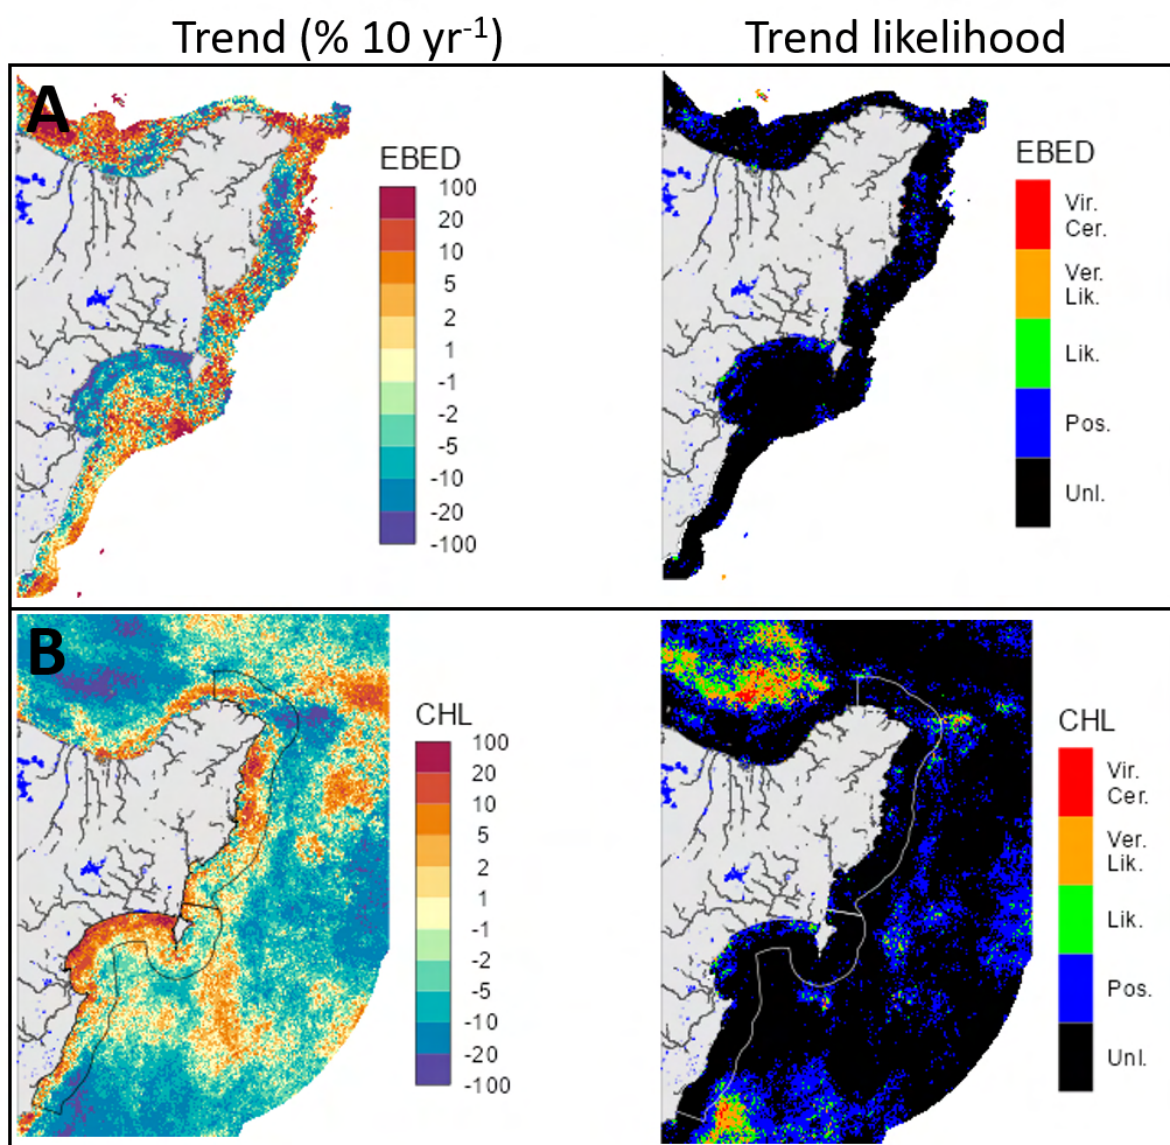 Trend (% 10 yr-1)
Trend likelihood
A
EBED
100
20
10
5
2
1
-1
-2
-5
-10
-20
-100
EBED
Vir.
Cer.
Ver.
Lik.
Lik.
Pos.
Unl.
B
CHL
100
20
10
5
2
1
-1
-2
-5
-10
-20
-100
CHL
Vir.
Cer.
Ver.
Lik.
Lik.
Pos.
Unl.